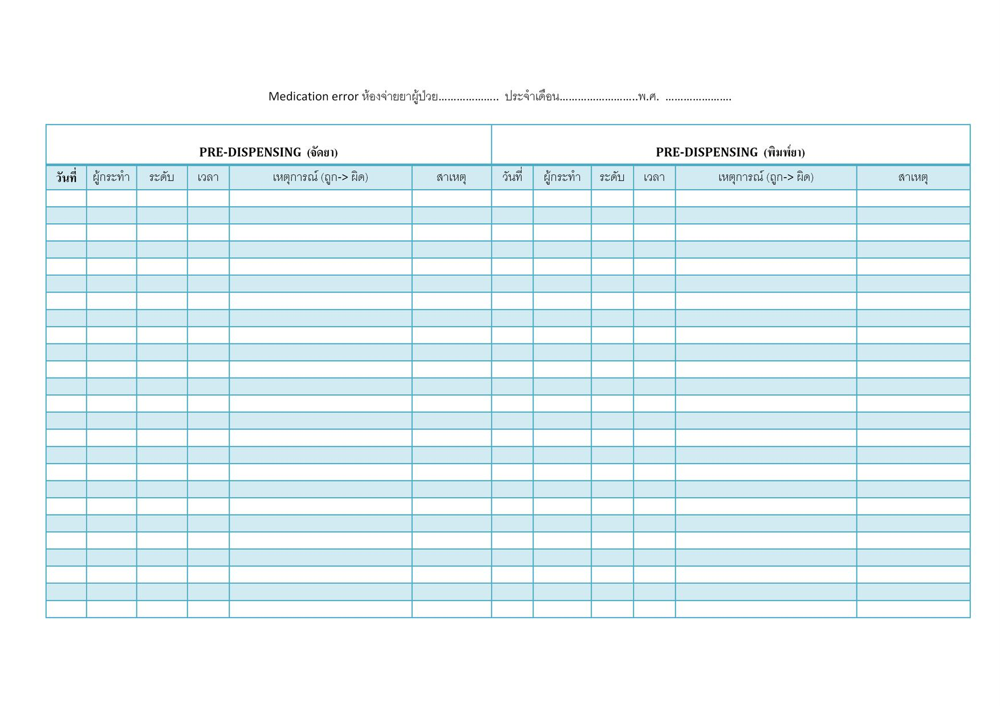 Medication error ห้องจ่ายยาผู้ป่วย……………….. ประจำเดือน……………………..พ.ศ. ………………….
PRE-DISPENSING (จัดยา) PRE-DISPENSING (พิมพ์ยา)
วันที่ ผู้กระทำ ระดับ เวลา เหตุการณ์ (ถูก-> ผิด) สาเหตุ วันที่ ผู้กระทำ ระดับ เวลา เหตุการณ์ (ถูก-> ผิด) สาเหตุ